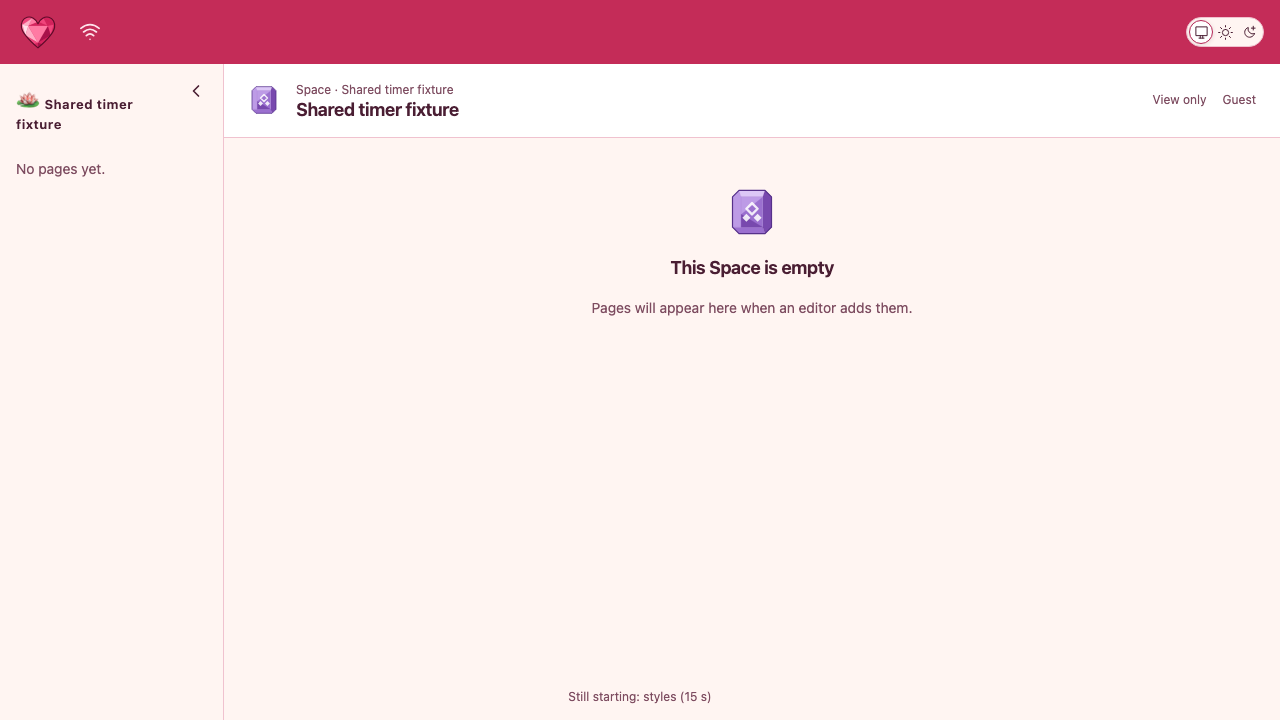 🪷 Shared timer
fixture
No pages yet.
Space · Shared timer fixture
Shared timer fixture
View only
Guest
This Space is empty
Pages will appear here when an editor adds them.
Still starting: styles (15 s)